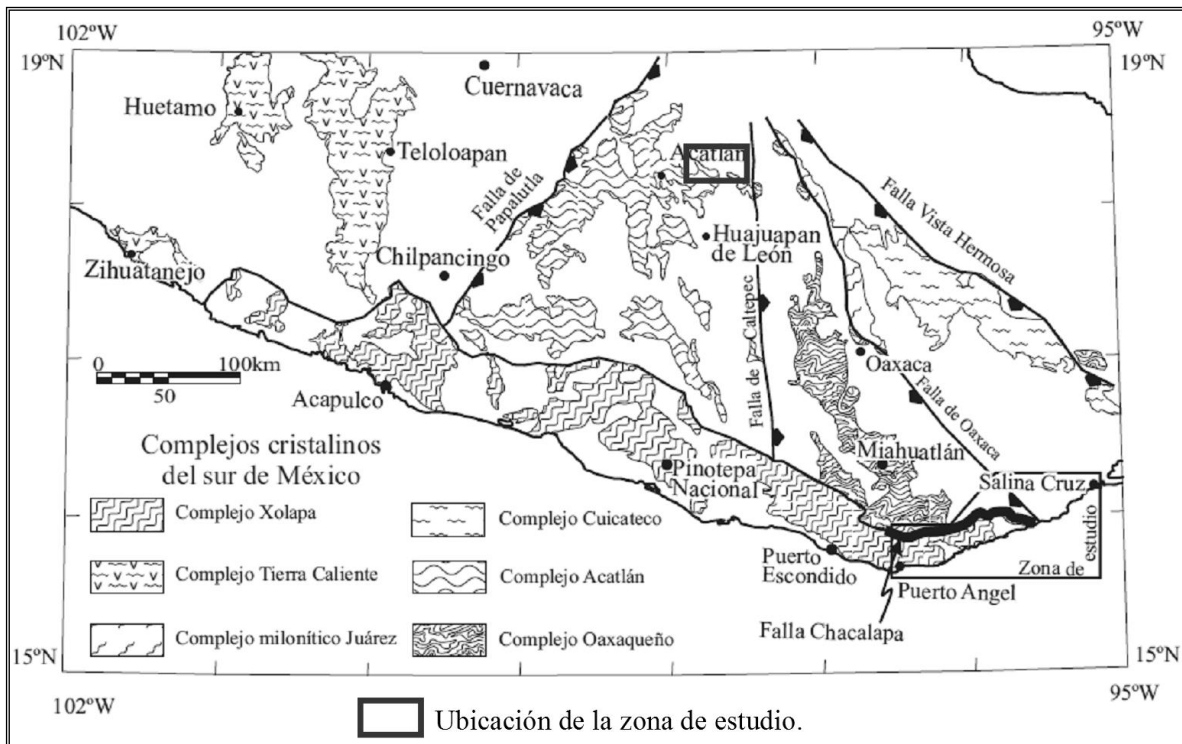 102ºW
95ºW
19ºN
19ºN
Cuernavaca
Huetamo
Teloloapan
Acatlán
Falla de
Papalutla
Falla Vista Hermosa
Huajuapan
de León
Chilpancingo
Zihuatanejo
Falla de Caltepec
0
100km
50
Oaxaca
Acapulco
Falla de Oaxaca
Complejos cristalinos
del sur de México
Miahuatlán
Pinotepa
Nacional
Salina Cruz
Complejo Xolapa
Complejo Cuicateco
Zona de
estudio
Puerto
Escondido
Complejo Tierra Caliente
Complejo Acatlán
Puerto Angel
Falla Chacalapa
Complejo milonítico Juárez
Complejo Oaxaqueño
15ºN
15ºN
102ºW
95ºW
Ubicación de la zona de estudio.